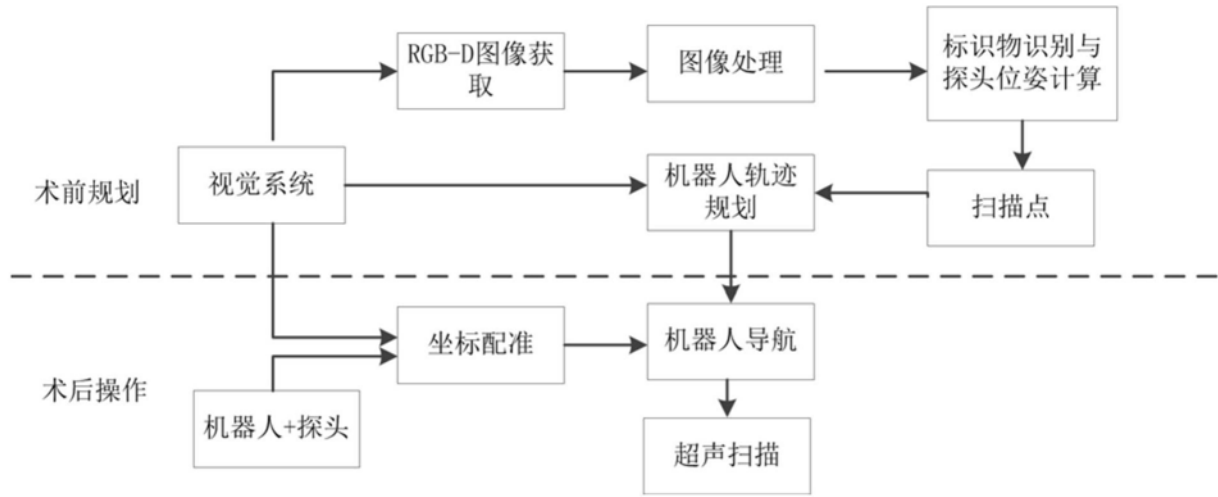 RGB-D图像获
取
图像处理
标识物识别与
探头位姿计算
术前规划
视觉系统
机器人轨迹
规划
扫描点
坐标配准
机器人导航
术后操作
机器人+探头
超声扫描